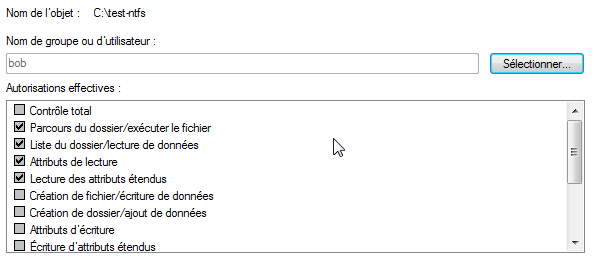 Nom de l'objet : C:\test-ntfs
Nom de groupe ou d'utilisateur :
bob
Sélectionner...
Autorisations effectives :
Contrôle total
Parcours du dossier/exécuter le fichier
Liste du dossier/lecture de données
Attributs de lecture
Lecture des attributs étendus
Création de fichier/écriture de données
Création de dossier/ajout de données
Attributs d'écriture
Écriture d'attributs étendus